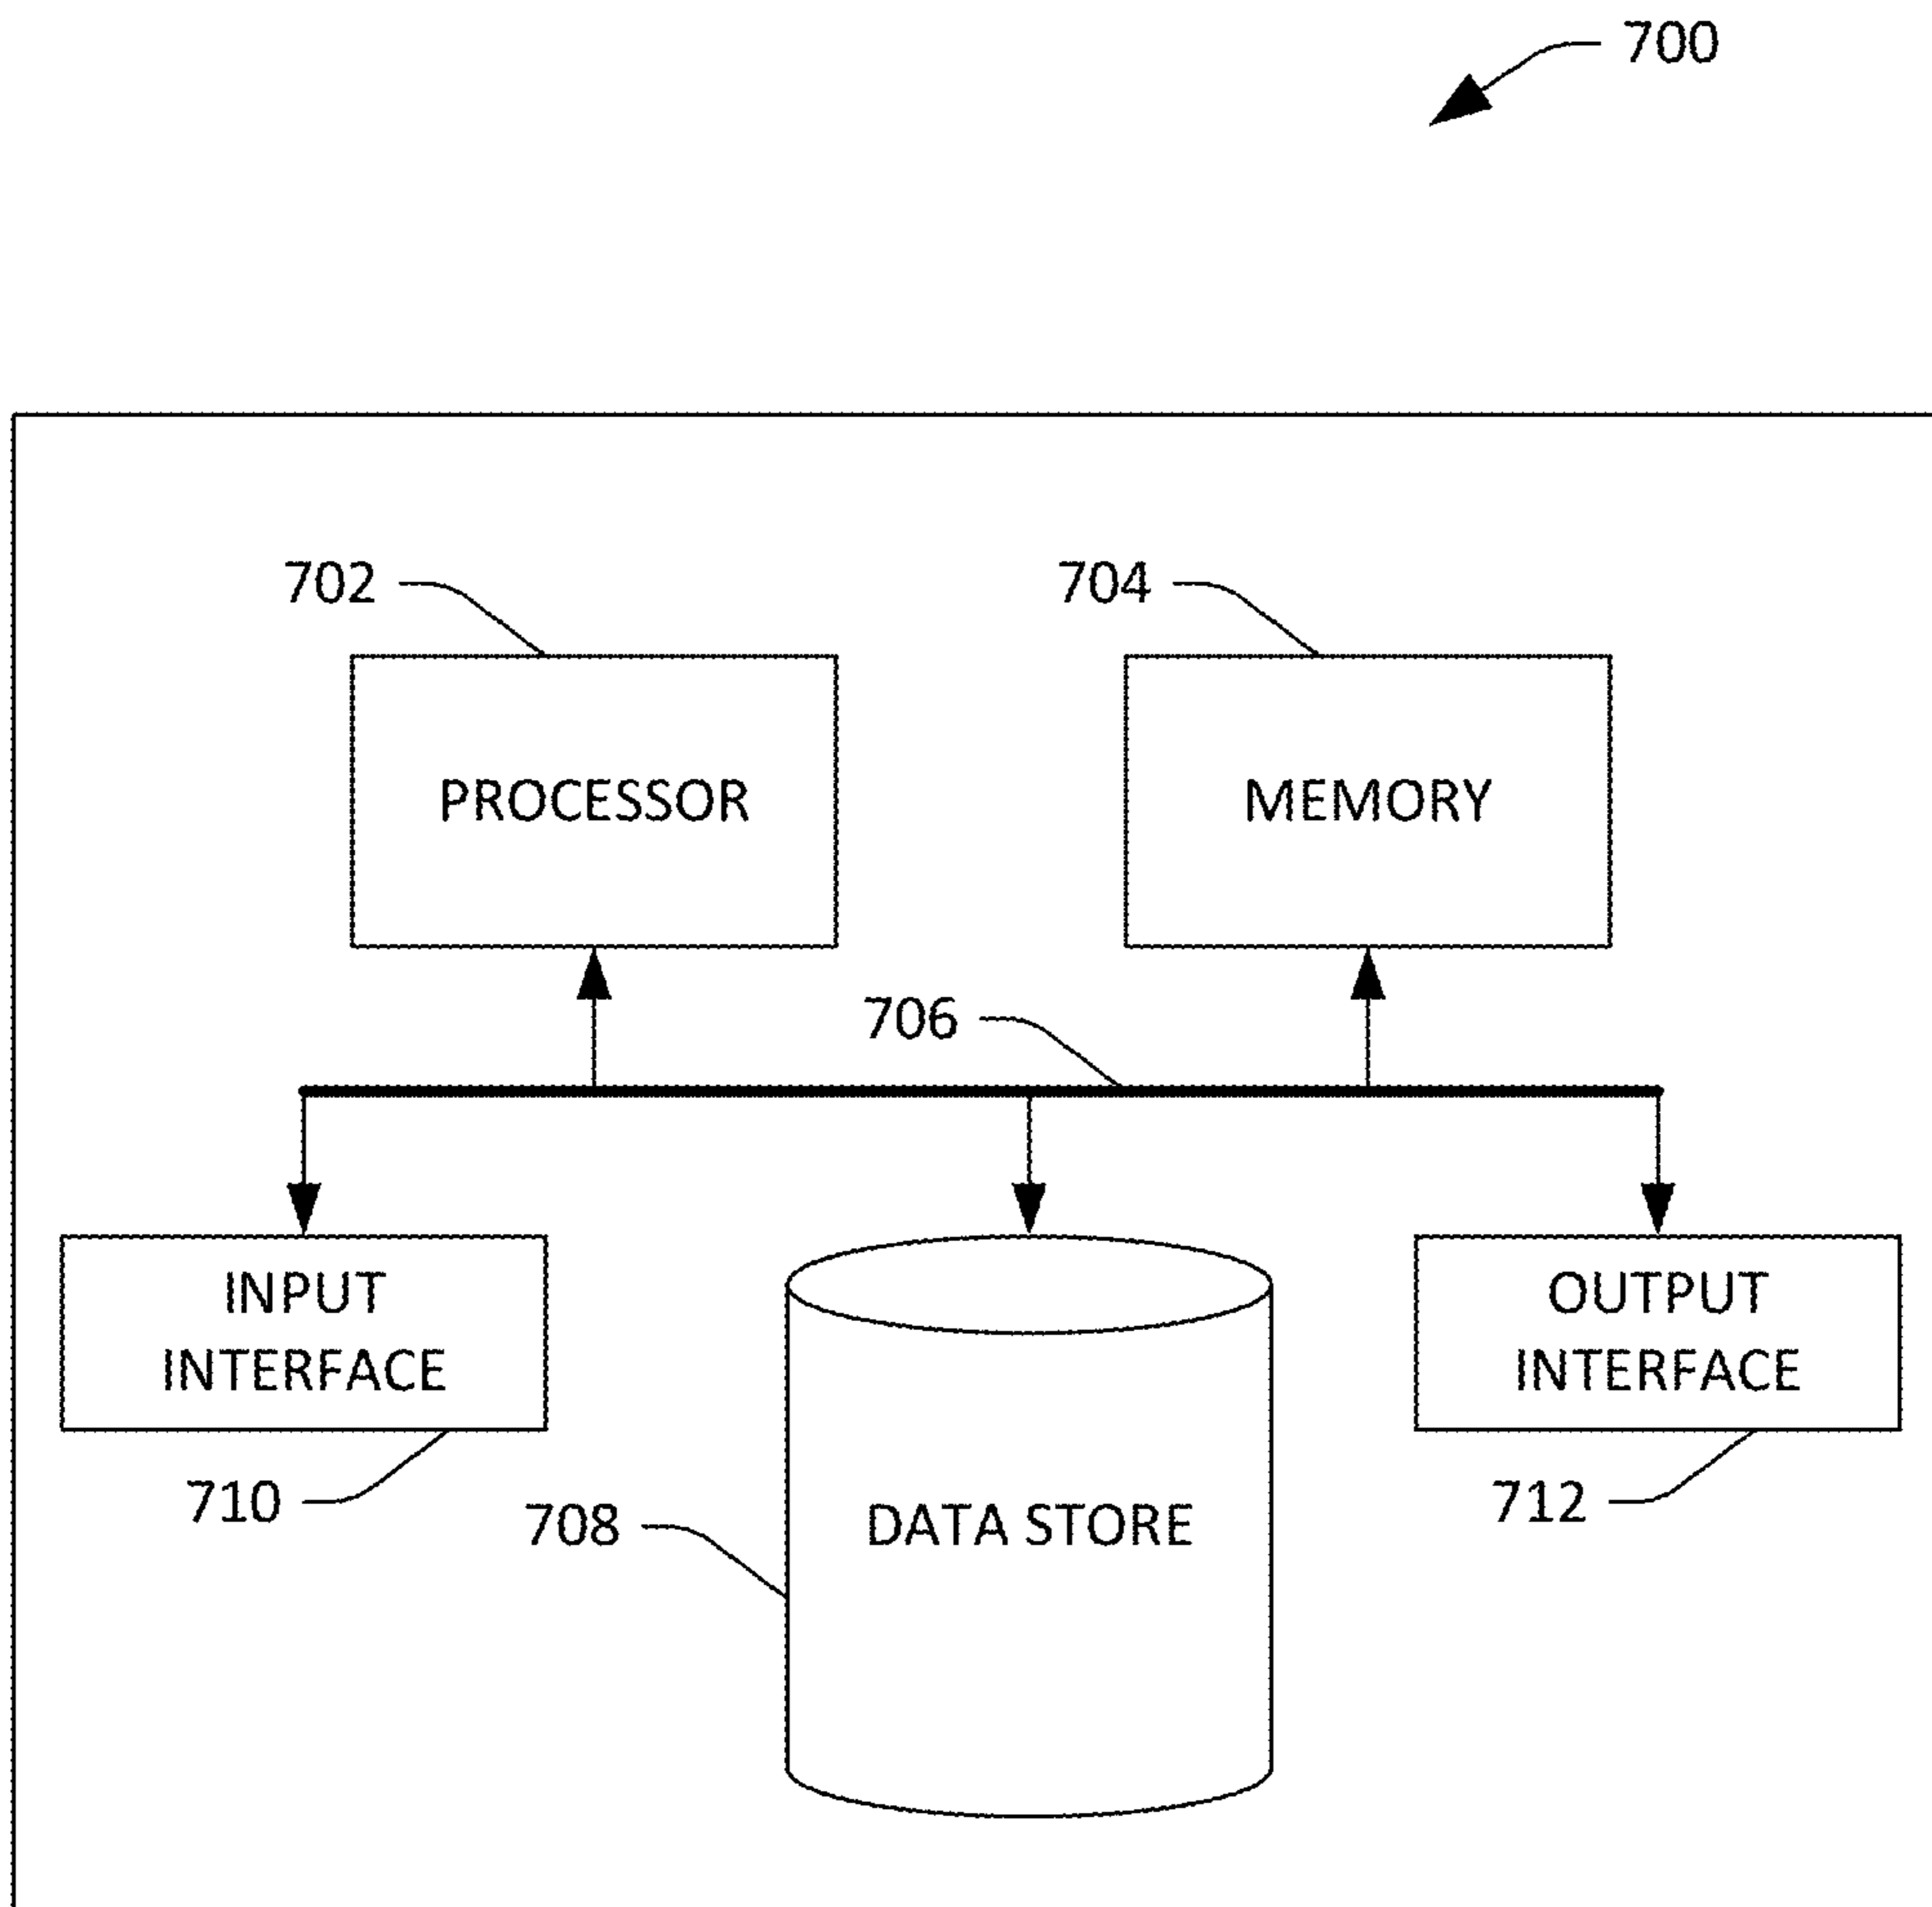 700
702
704
PROCESSOR
MEMORY
706
INPUT
INTERFACE
OUTPUT
INTERFACE
710
708
DATA STORE
712